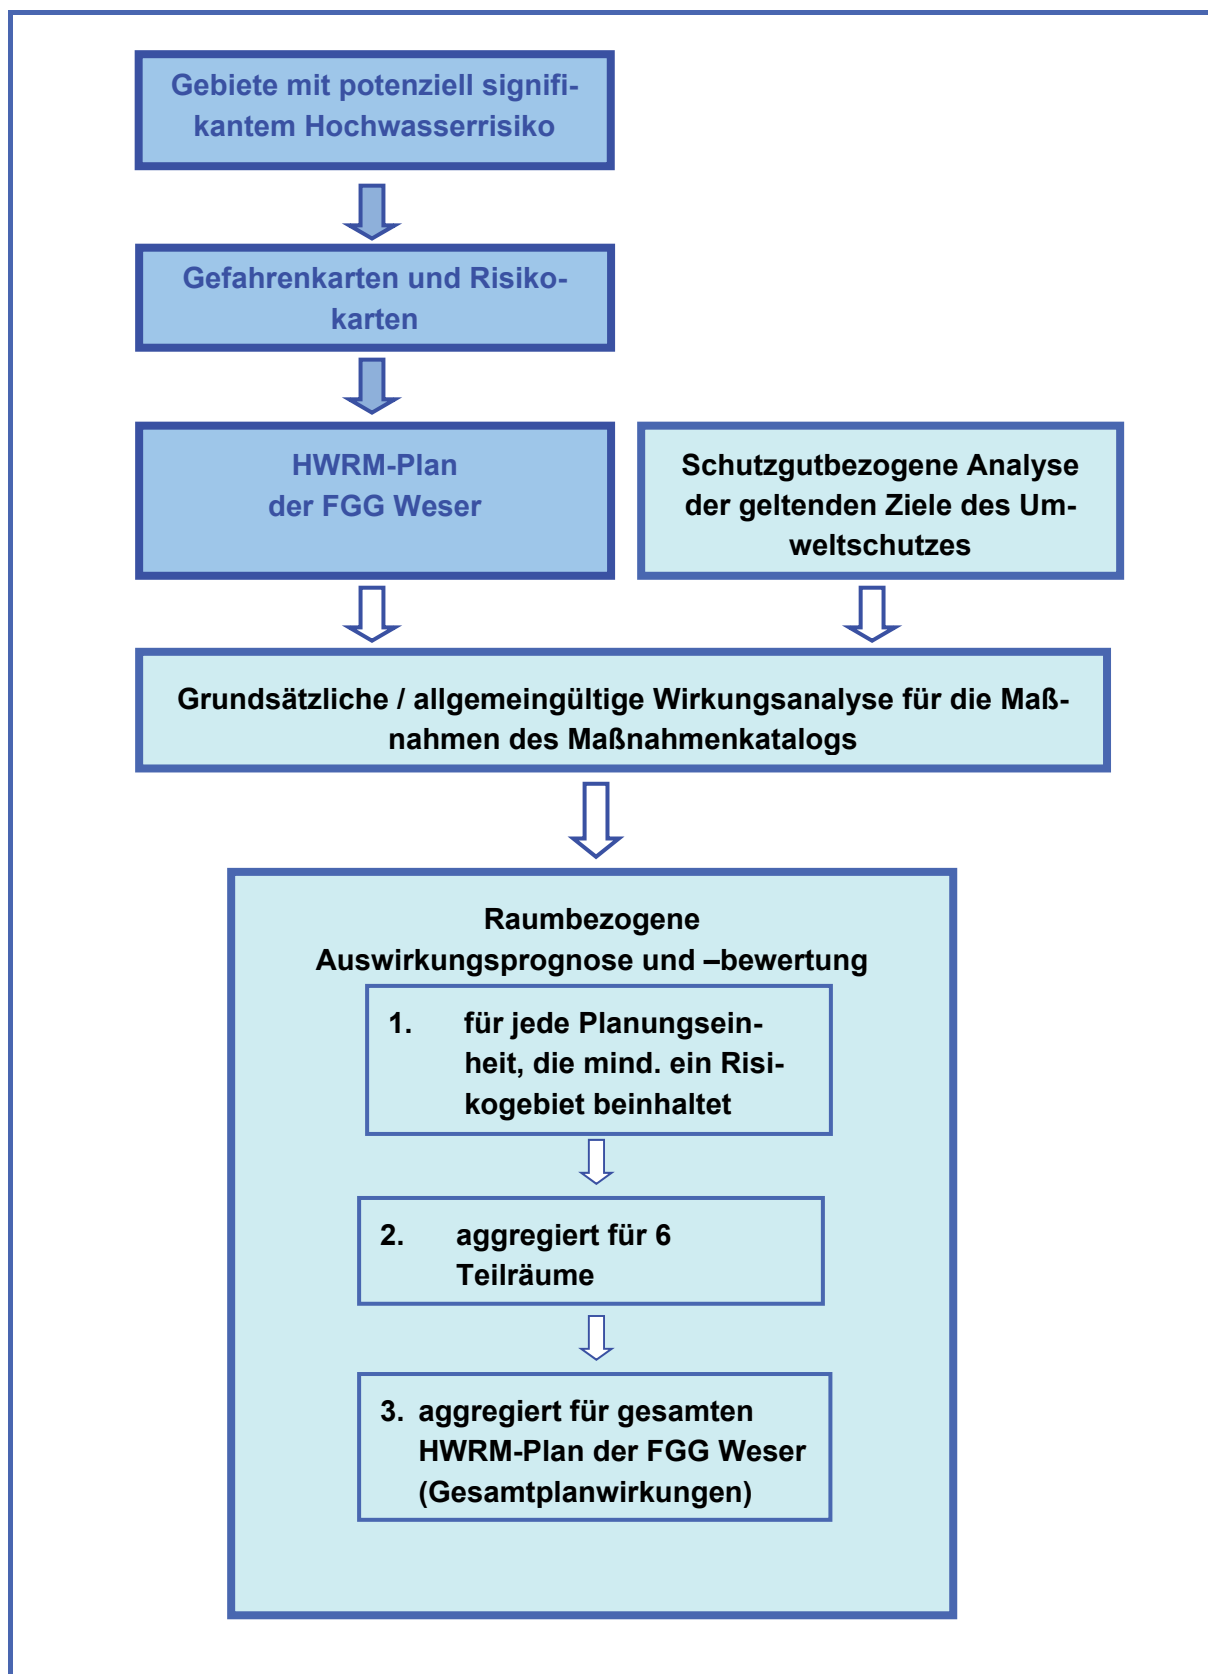 Gebiete mit potenziell signifi-
kantem Hochwasserrisiko
Gefahrenkarten und Risiko-
karten
HWRM-Plan
der FGG Weser
Schutzgutbezogene Analyse
der geltenden Ziele des Um-
weltschutzes
Grundsätzliche / allgemeingültige Wirkungsanalyse für die Maß-
nahmen des Maßnahmenkatalogs
Raumbezogene
Auswirkungsprognose und –bewertung
1. für jede Planungsein-
heit, die mind. ein Risi-
kogebiet beinhaltet
2. aggregiert für 6
Teilräume
3. aggregiert für gesamten
HWRM-Plan der FGG Weser
(Gesamtplanwirkungen)